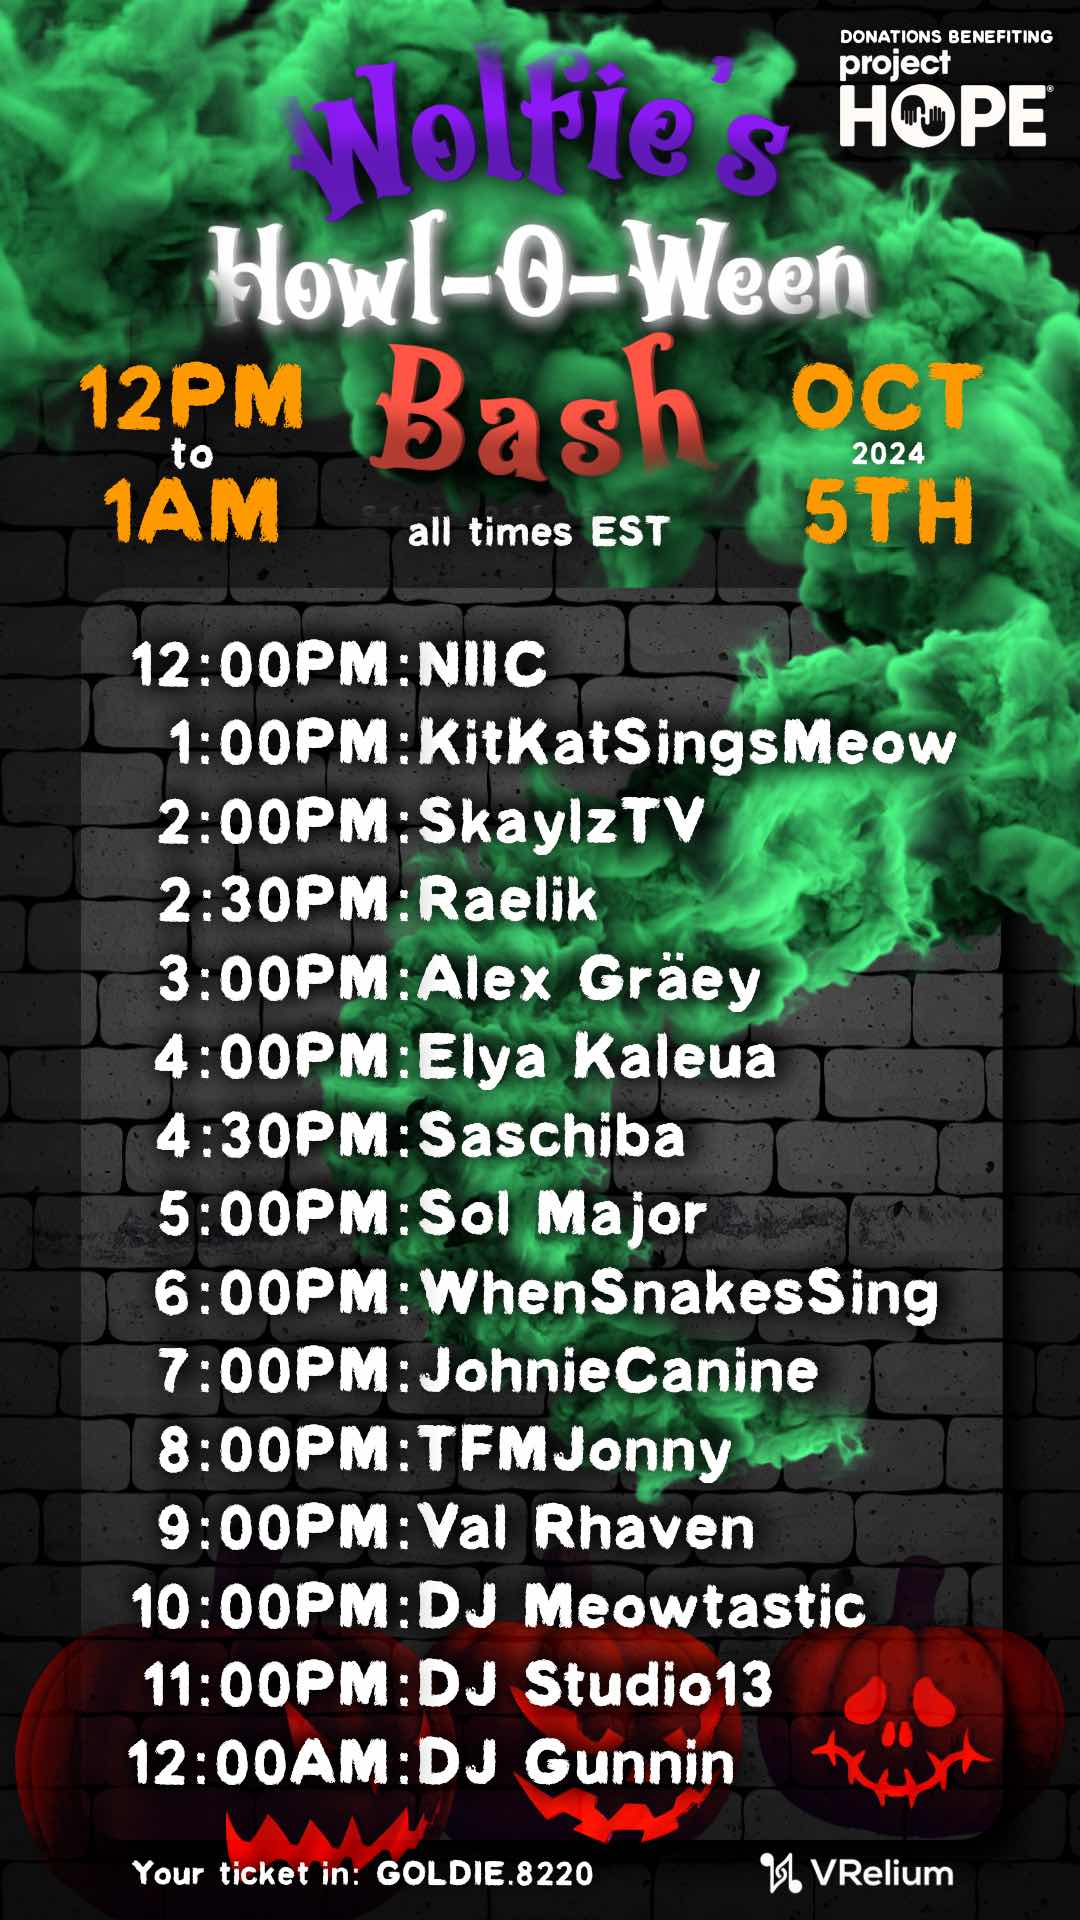 DONATIONS BENEFITING
project
HOPE®
Wolfie's
Howl-O-Ween
Bash
12PM
to
1AM
OCT
2024
5TH
all times EST
12:00PM:NIIC
1:00PM:KitKatSingsMeow
2:00PM:SkaylzTV
2:30PM:Raelik
3:00PM:Alex Gräey
4:00PM:Elya Kaleua
4:30PM:Saschiba
5:00PM:Sol Major
6:00PM:WhenSnakesSing
7:00PM:JohnieCanine
8:00PM:TFMJonny
9:00PM:Val Rhaven
10:00PM:DJ Meowtastic
11:00PM:DJ Studio13
12:00AM:DJ Gunnin
Your ticket in: GOLDIE.8220
VRelium